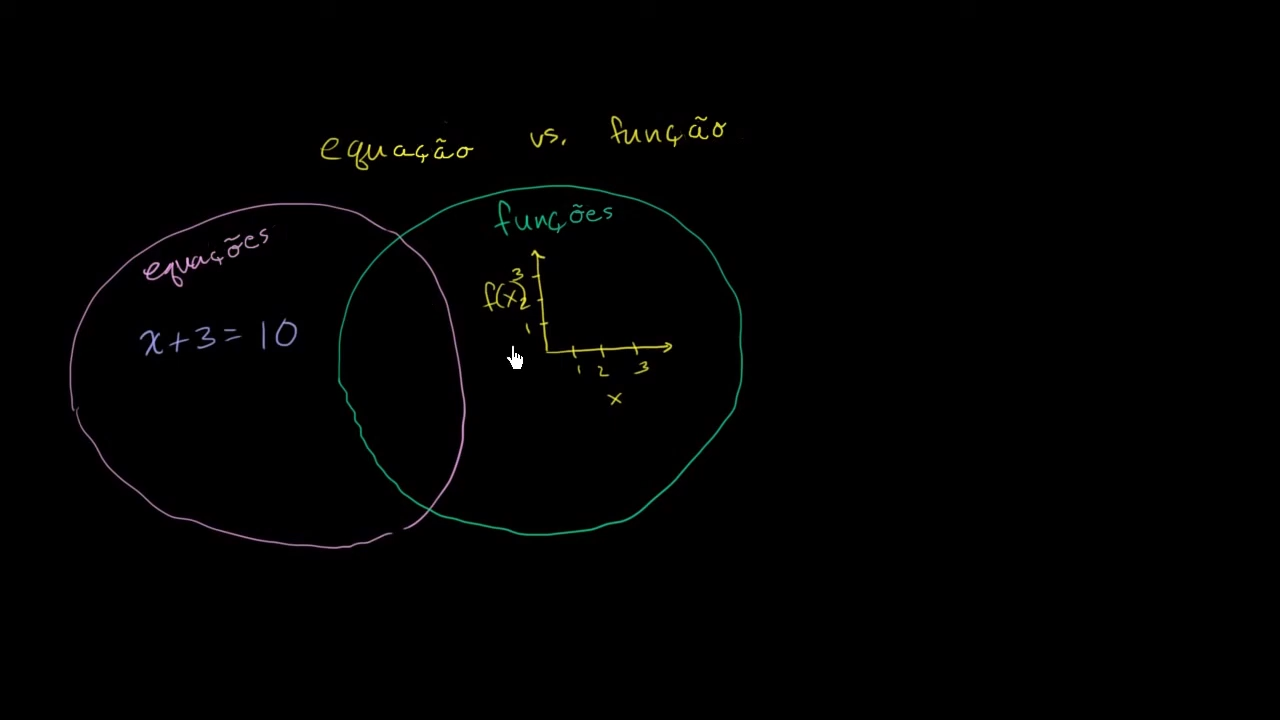 equação vs. função
equações
funções
x+3=10
3
f(x) 2
1
1 2 3
x